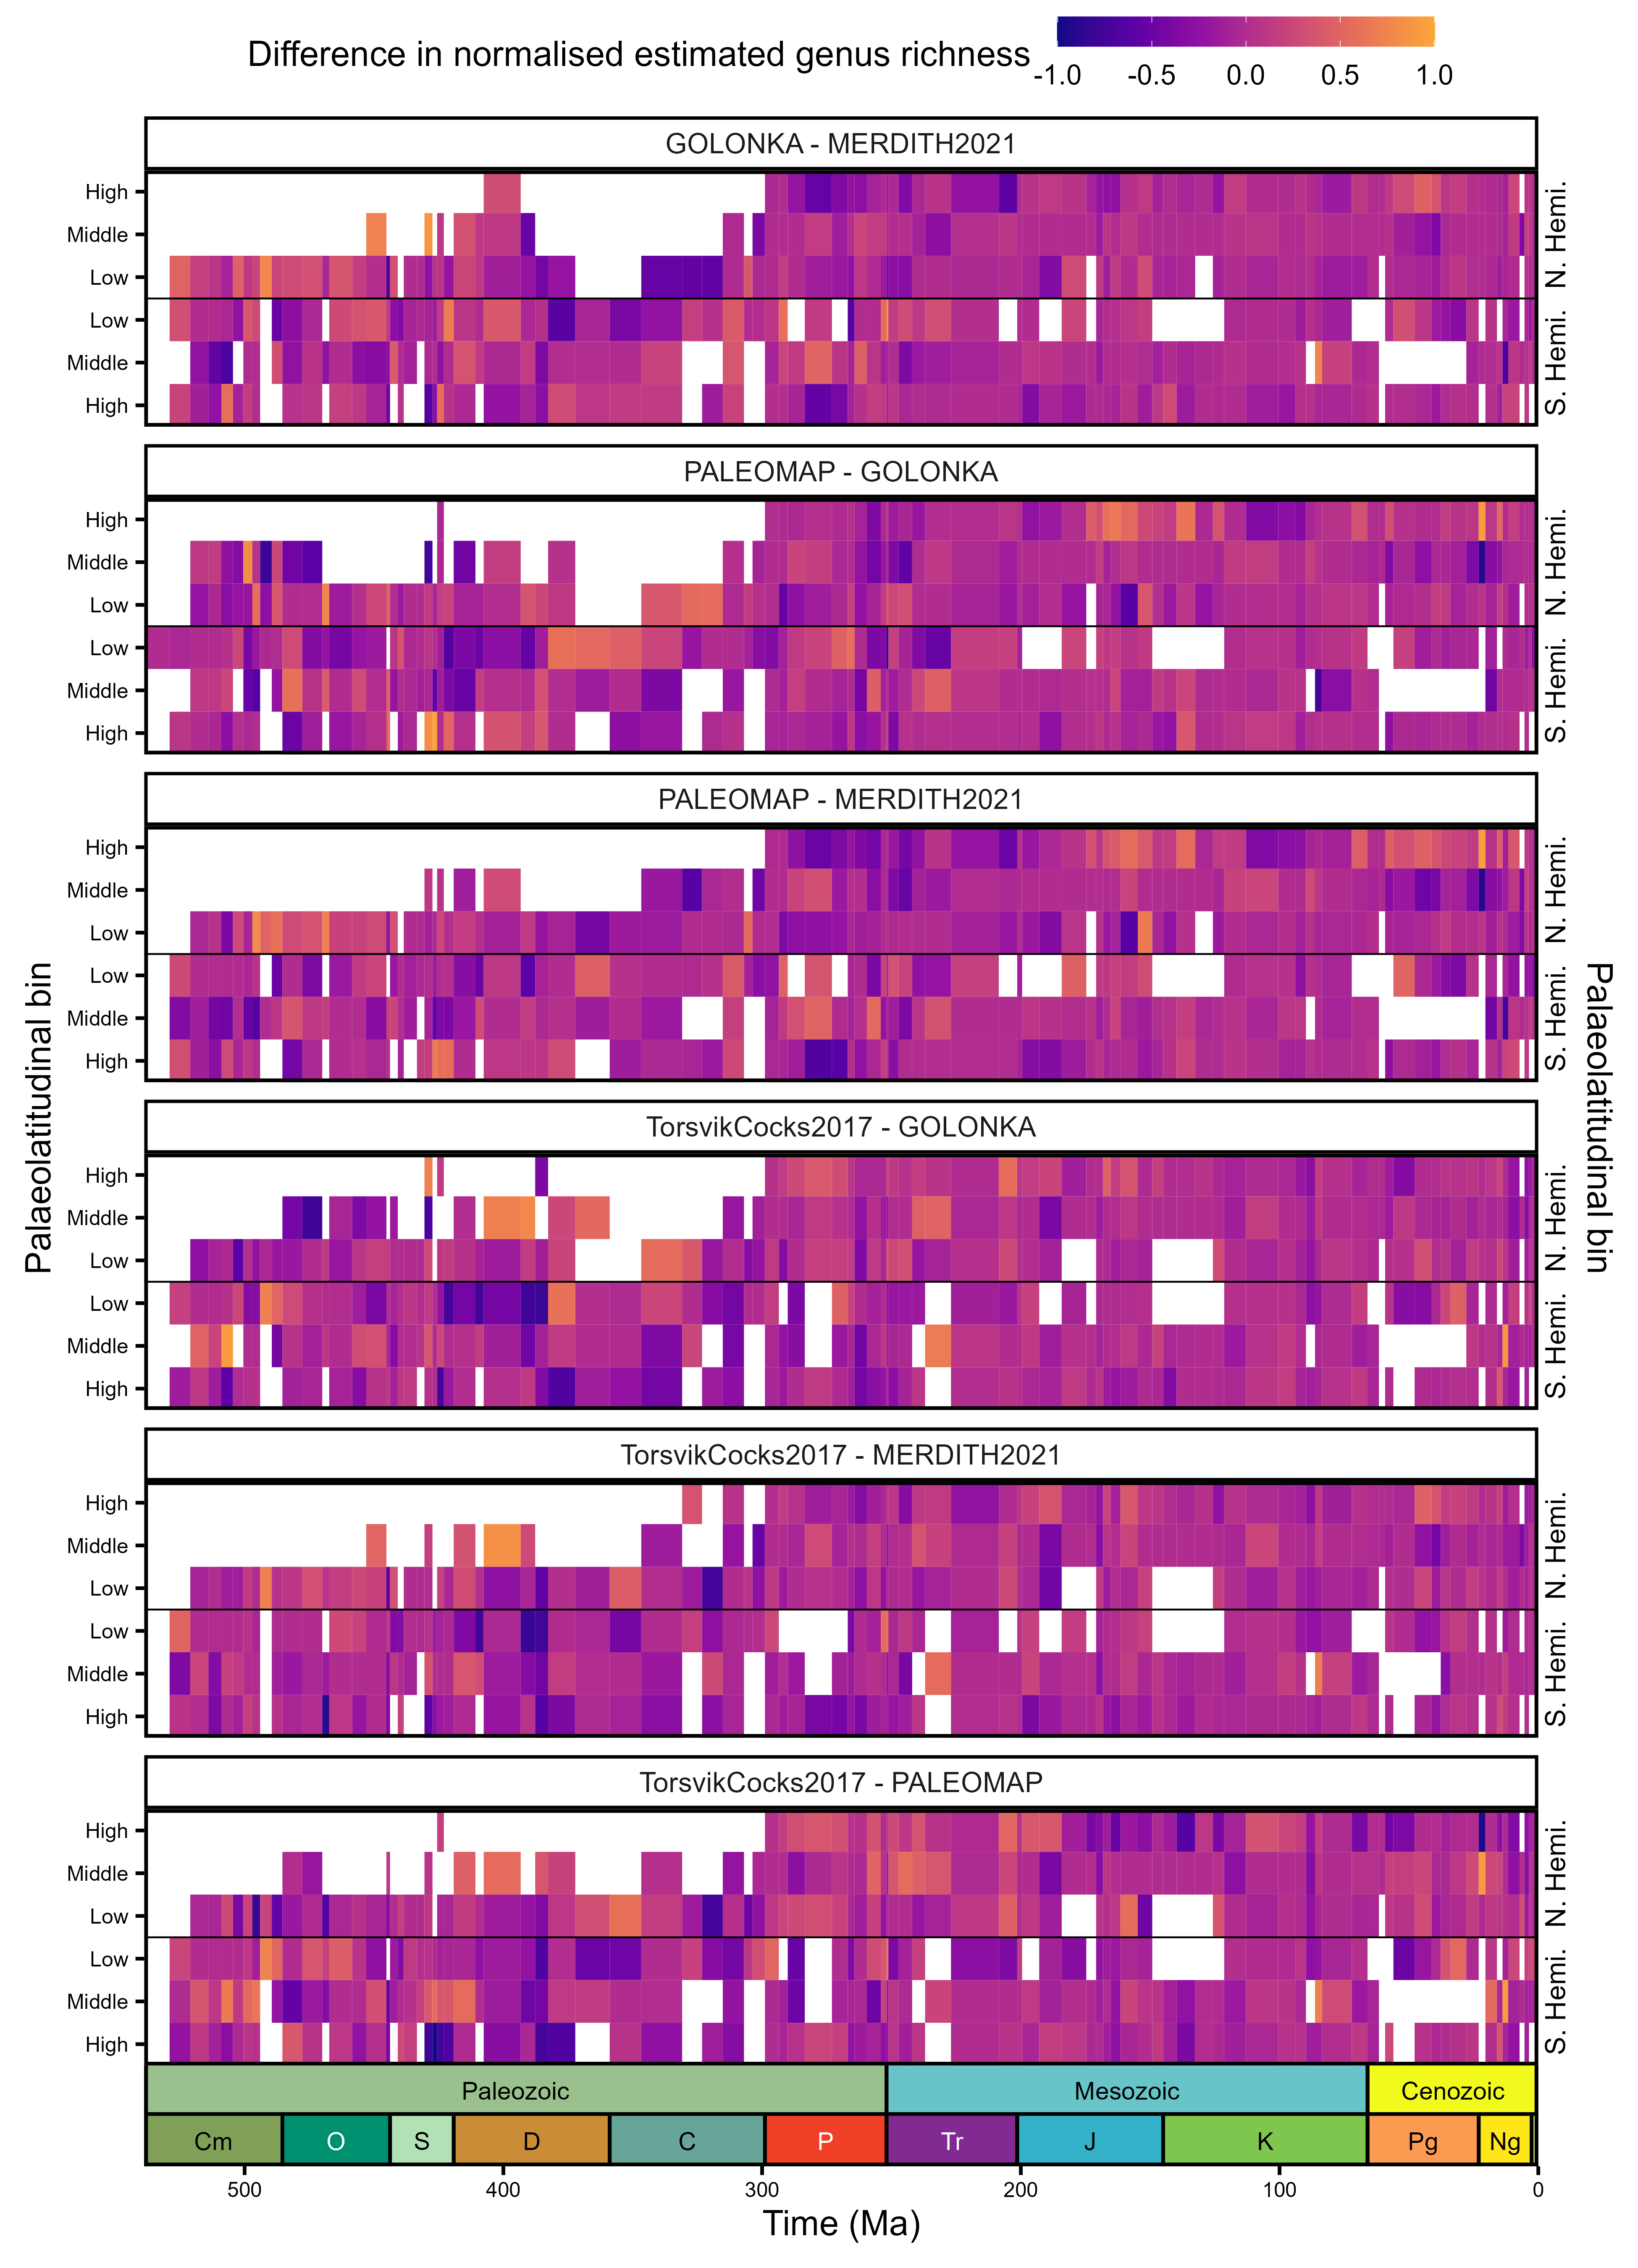 Difference in normalised estimated genus richness
-1.0 -0.5 0.0 0.5 1.0
GOLONKA - MERDITH2021
High
Middle
Low
Low
Middle
High
N. Hemi.
S. Hemi.
PALEOMAP - GOLONKA
High
Middle
Low
Low
Middle
High
N. Hemi.
S. Hemi.
PALEOMAP - MERDITH2021
High
Middle
Low
Low
Middle
High
N. Hemi.
S. Hemi.
TorsvikCocks2017 - GOLONKA
High
Middle
Low
Low
Middle
High
N. Hemi.
S. Hemi.
TorsvikCocks2017 - MERDITH2021
High
Middle
Low
Low
Middle
High
N. Hemi.
S. Hemi.
TorsvikCocks2017 - PALEOMAP
High
Middle
Low
Low
Middle
High
N. Hemi.
S. Hemi.
Palaeolatitudinal bin
Palaeolatitudinal bin
Paleozoic Mesozoic Cenozoic
Cm O S D C P Tr J K Pg Ng
500 400 300 200 100 0
Time (Ma)